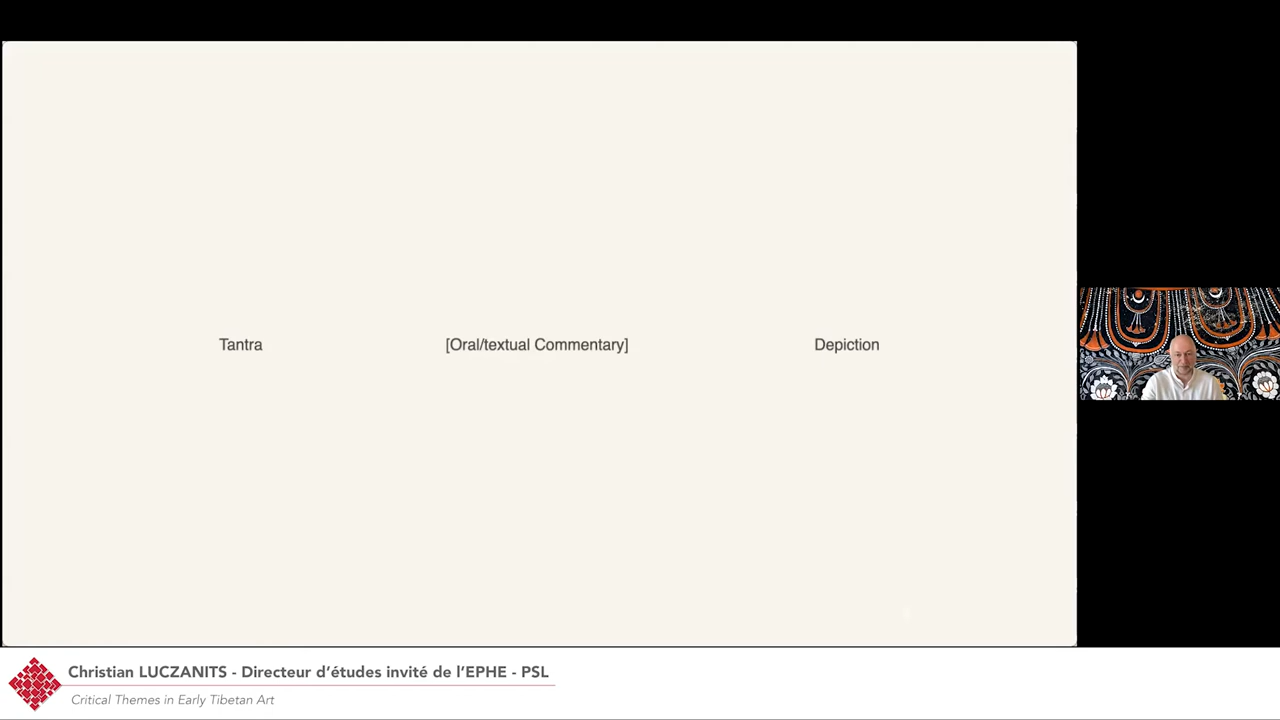 Tantra
[Oral/textual Commentary]
Depiction
Christian LUCZANITS - Directeur d’études invité de l’EPHE - PSL
Critical Themes in Early Tibetan Art